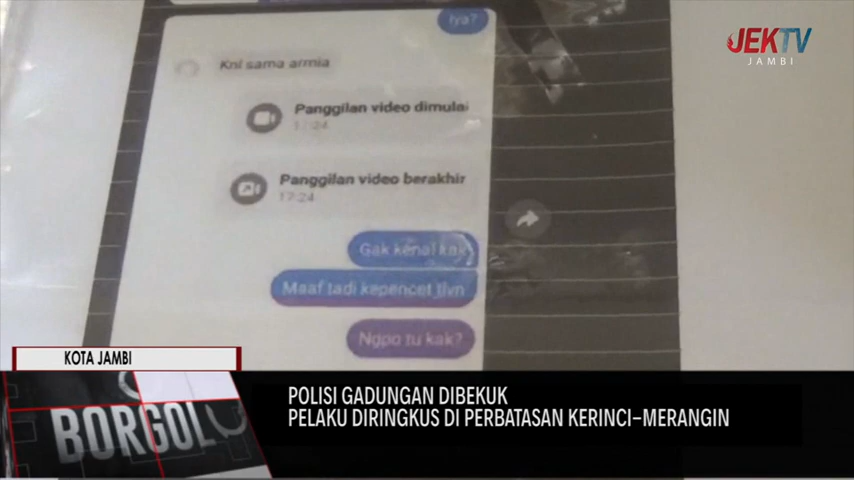 Iya?
JEKTV
JAMBI
Knl sama armia
Panggilan video dimulai
17:24
Panggilan video berakhir
17:24
Gak kenal kak
Maaf tadi kepencet tlvn
Ngpo tu kak?
KOTA JAMBI
BORGOL
POLISI GADUNGAN DIBEKUK
PELAKU DIRINGKUS DI PERBATASAN KERINCI-MERANGIN